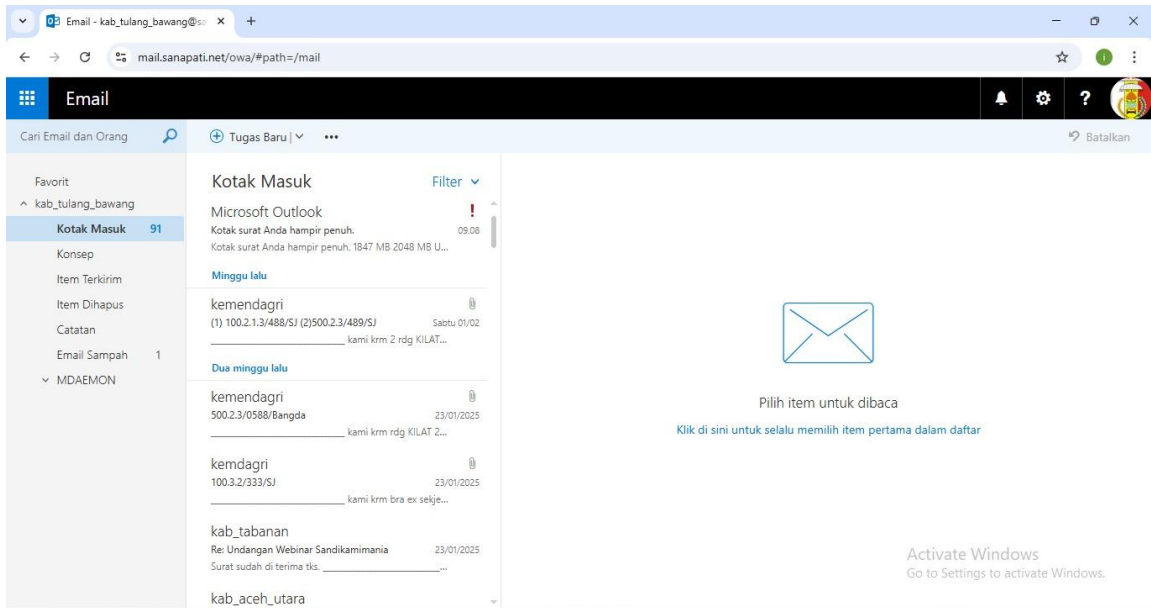 Email - kab_tulang_bawang@sa
mail.sanapati.net/owa/#path=/mail
Email
Cari Email dan Orang
Tugas Baru
Batalkan
Favorit
kab_tulang_bawang
Kotak Masuk 91
Konsep
Item Terkirim
Item Dihapus
Catatan
Email Sampah 1
MDAEMON
Kotak Masuk Filter
Microsoft Outlook
Kotak surat Anda hampir penuh. 09.08
Kotak surat Anda hampir penuh. 1847 MB 2048 MB U...
Minggu lalu
kemendagri
(1) 100.2.1.3/488/SJ (2)500.2.3/489/SJ Sabtu 01/02
kami krm 2 rdg KILAT...
Dua minggu lalu
kemendagri
500.2.3/0588/Bangda 23/01/2025
kami krm rdg KILAT 2...
kemdagri
100.3.2/333/SJ 23/01/2025
kami krm bra ex sekje...
kab_tabanan
Re: Undangan Webinar Sandikamimania 23/01/2025
Surat sudah di terima tks. ...
kab_aceh_utara
Pilih item untuk dibaca
Klik di sini untuk selalu memilih item pertama dalam daftar
Activate Windows
Go to Settings to activate Windows.